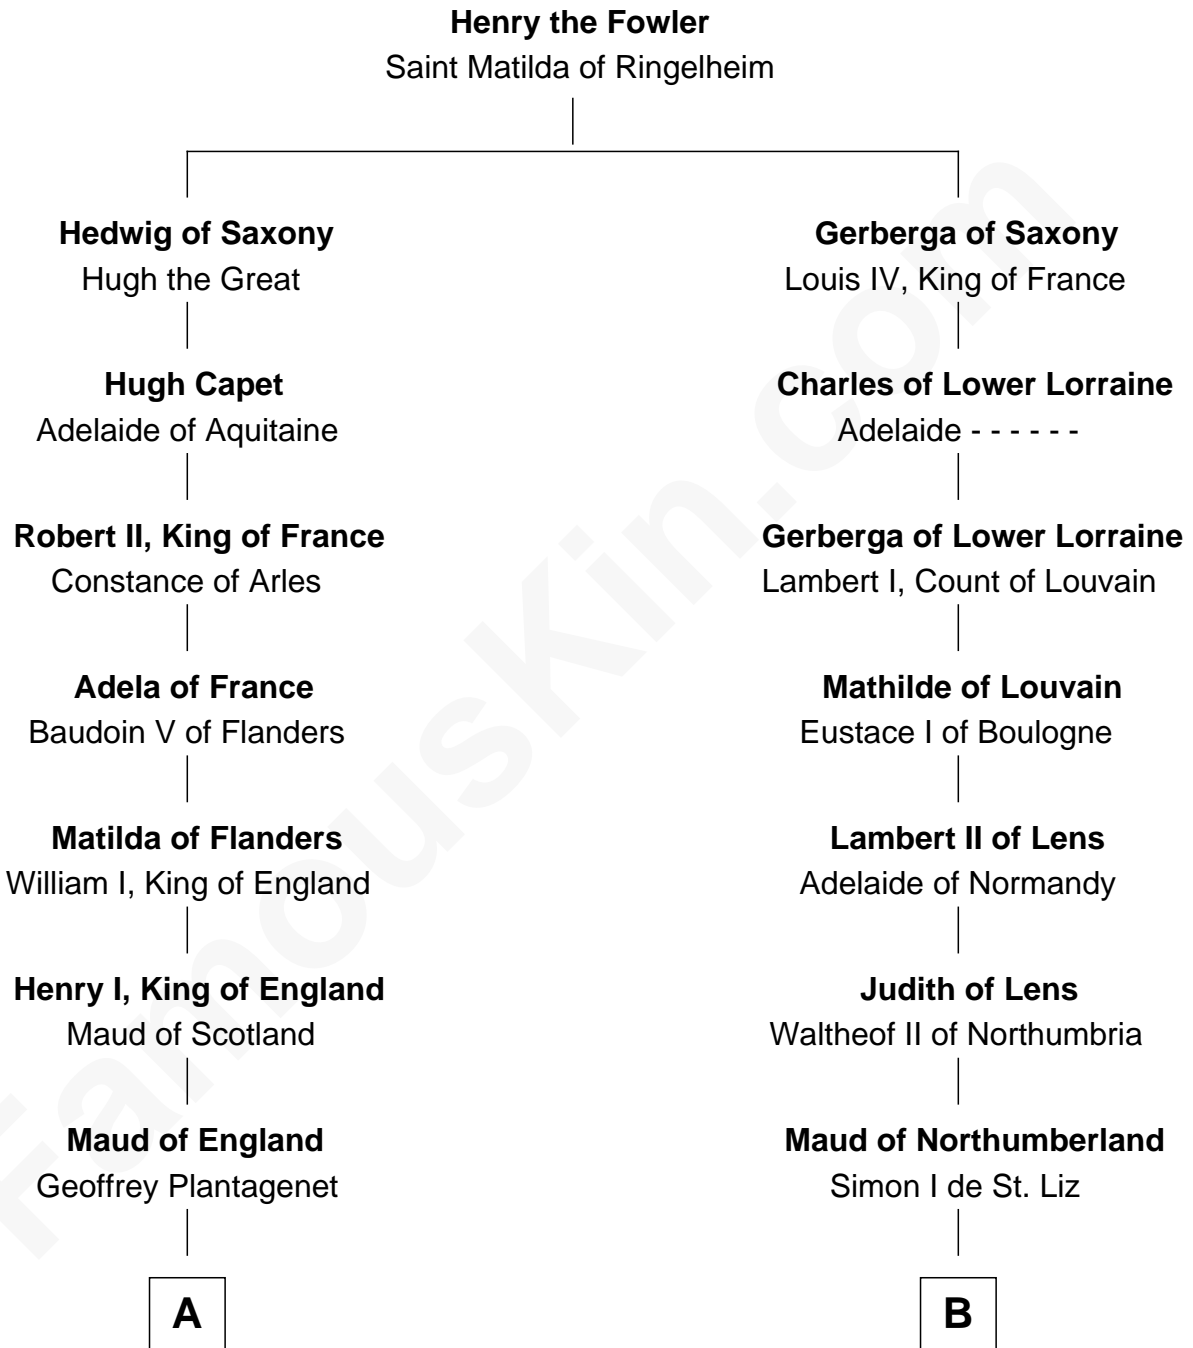 Henry the Fowler
Saint Matilda of Ringelheim
Hedwig of Saxony
Hugh the Great
Gerberga of Saxony
Louis IV, King of France
Hugh Capet
Adelaide of Aquitaine
Charles of Lower Lorraine
Adelaide - - - - - -
Robert II, King of France
Constance of Arles
Gerberga of Lower Lorraine
Lambert I, Count of Louvain
Adela of France
Baudoin V of Flanders
Mathilde of Louvain
Eustace I of Boulogne
Matilda of Flanders
William I, King of England
Lambert II of Lens
Adelaide of Normandy
Henry I, King of England
Maud of Scotland
Judith of Lens
Waltheof II of Northumbria
Maud of England
Geoffrey Plantagenet
Maud of Northumberland
Simon I de St. Liz
A
B
FamousKin.com